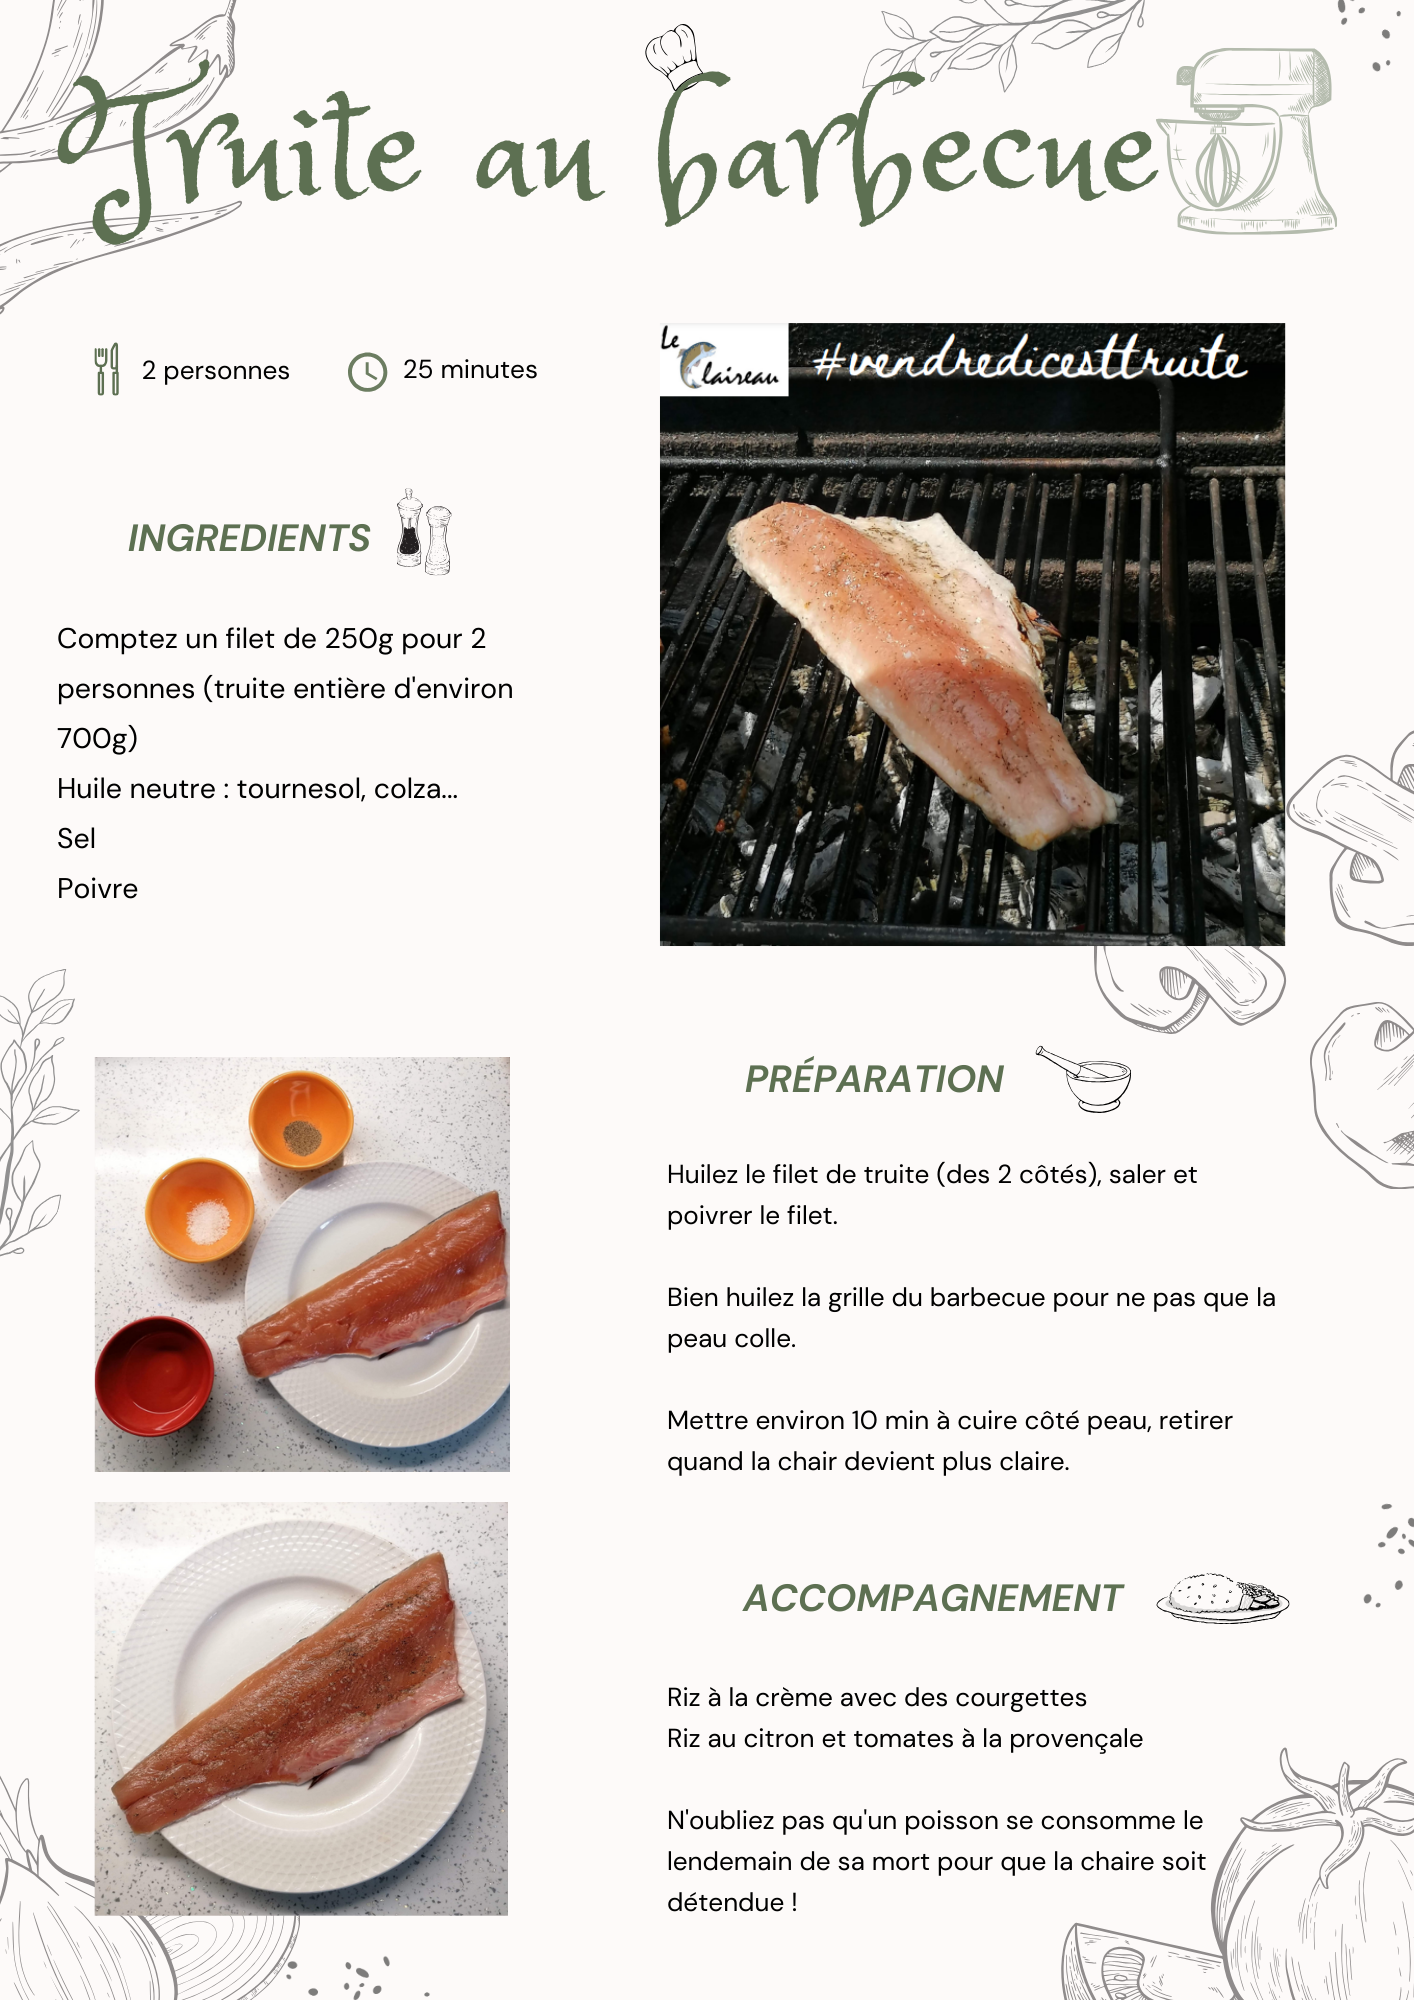 Truite au barbecue
2 personnes
25 minutes
Le Claireau
#vendredicesttruite
INGREDIENTS
Comptez un filet de 250g pour 2
personnes (truite entière d'environ
700g)
Huile neutre : tournesol, colza...
Sel
Poivre
PRÉPARATION
Huilez le filet de truite (des 2 côtés), saler et
poivrer le filet.
Bien huilez la grille du barbecue pour ne pas que la
peau colle.
Mettre environ 10 min à cuire côté peau, retirer
quand la chair devient plus claire.
ACCOMPAGNEMENT
Riz à la crème avec des courgettes
Riz au citron et tomates à la provençale
N'oubliez pas qu'un poisson se consomme le
lendemain de sa mort pour que la chaire soit
détendue !